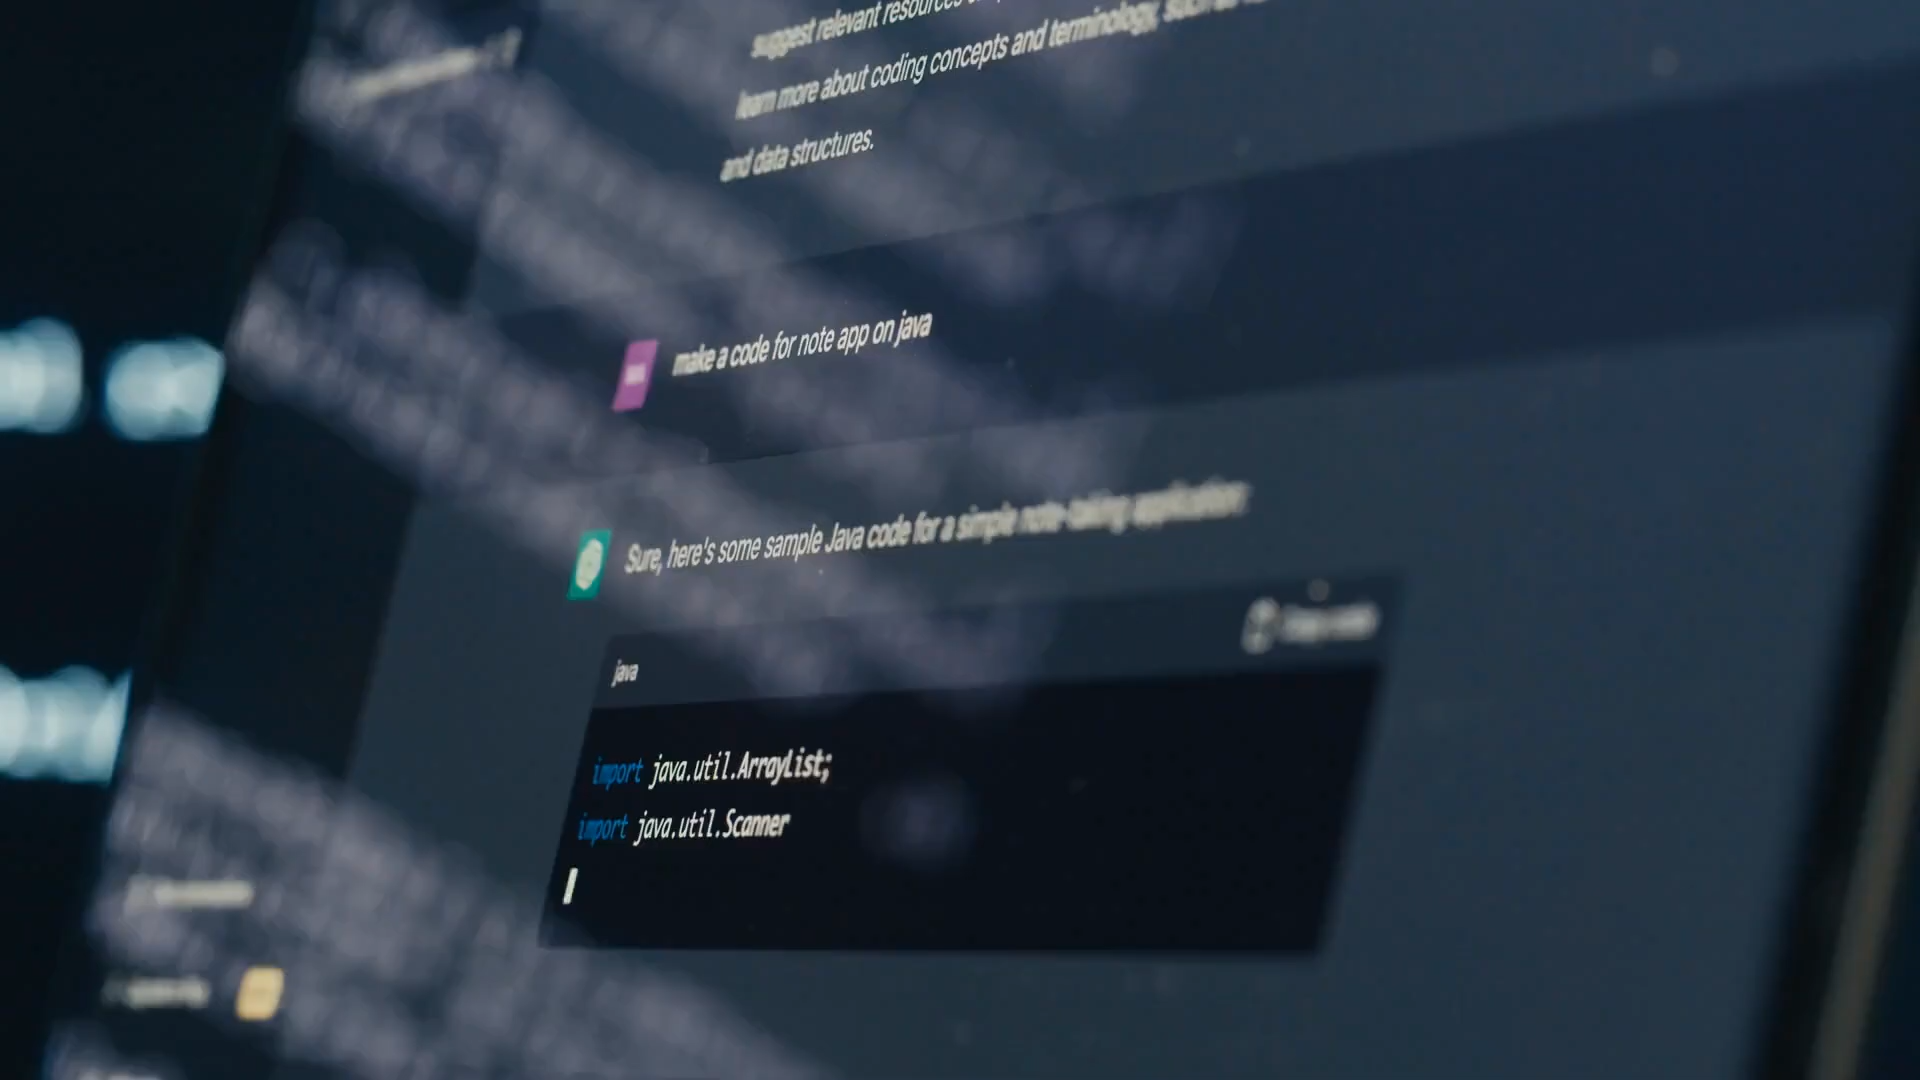 suggest relevant resources
learn more about coding concepts and terminology, such as
and data structures.
make a code for note app on java
Sure, here's some sample Java code for a simple note-taking application:
java
import java.util.ArrayList;
import java.util.Scanner